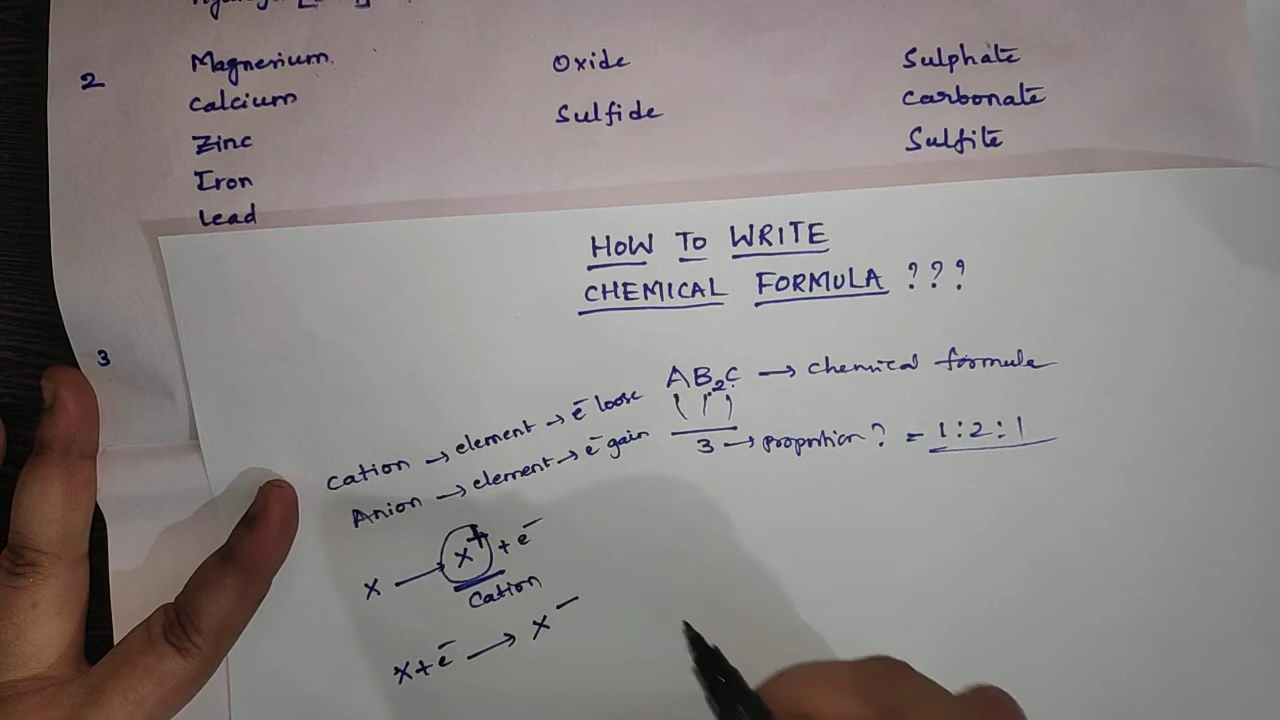 2
Magnesium Oxide Sulphate
Calcium Sulfide Carbonate
Zinc Sulfite
Iron
Lead
HOW TO WRITE
CHEMICAL FORMULA ???
3
AB₂C → chemical formula
3 → proportion? = 1:2:1
Cation → element → e⁻ loose
Anion → element → e⁻ gain
X → X⁺ + e⁻
Cation
X + e⁻ → X⁻